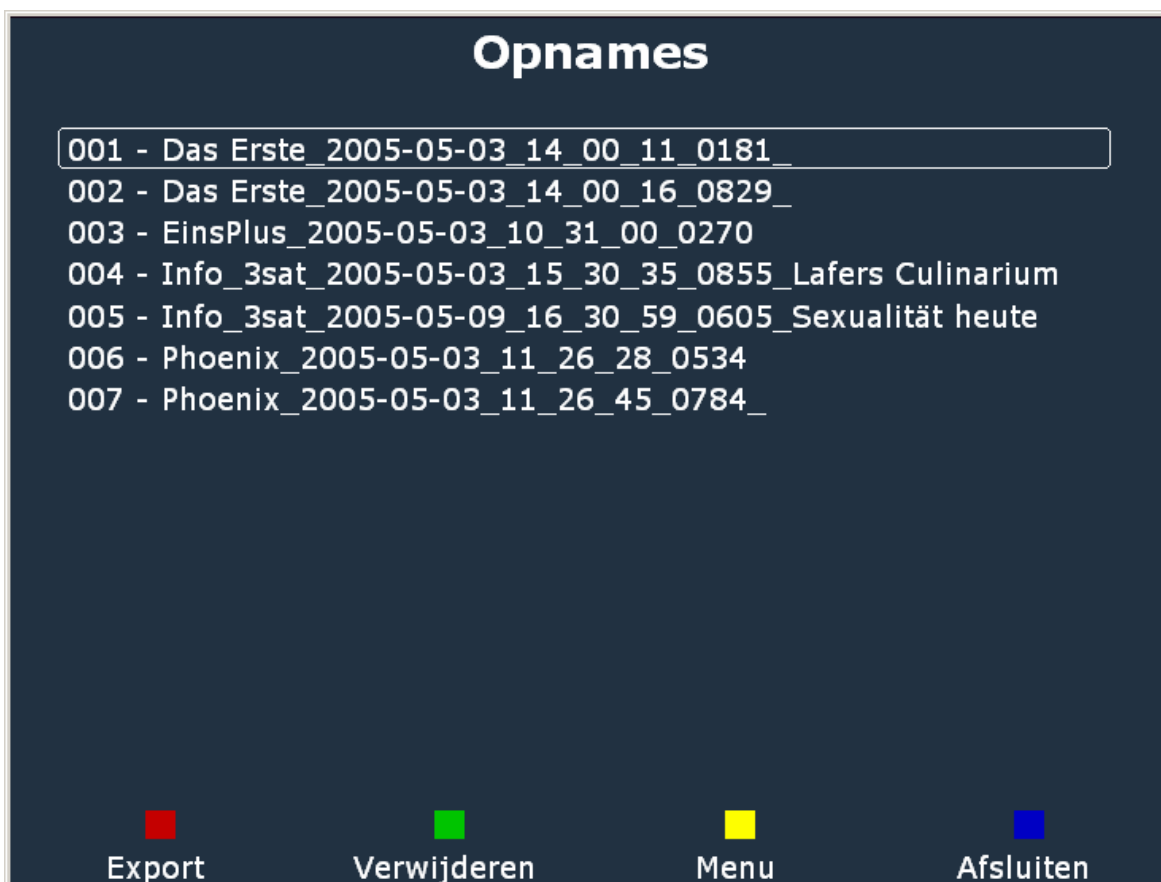 Opnames
001 - Das Erste_2005-05-03_14_00_11_0181_
002 - Das Erste_2005-05-03_14_00_16_0829_
003 - EinsPlus_2005-05-03_10_31_00_0270
004 - Info_3sat_2005-05-03_15_30_35_0855_Lafers Culinarium
005 - Info_3sat_2005-05-09_16_30_59_0605_Sexualität heute
006 - Phoenix_2005-05-03_11_26_28_0534
007 - Phoenix_2005-05-03_11_26_45_0784_
Export Verwijderen Menu Afsluiten